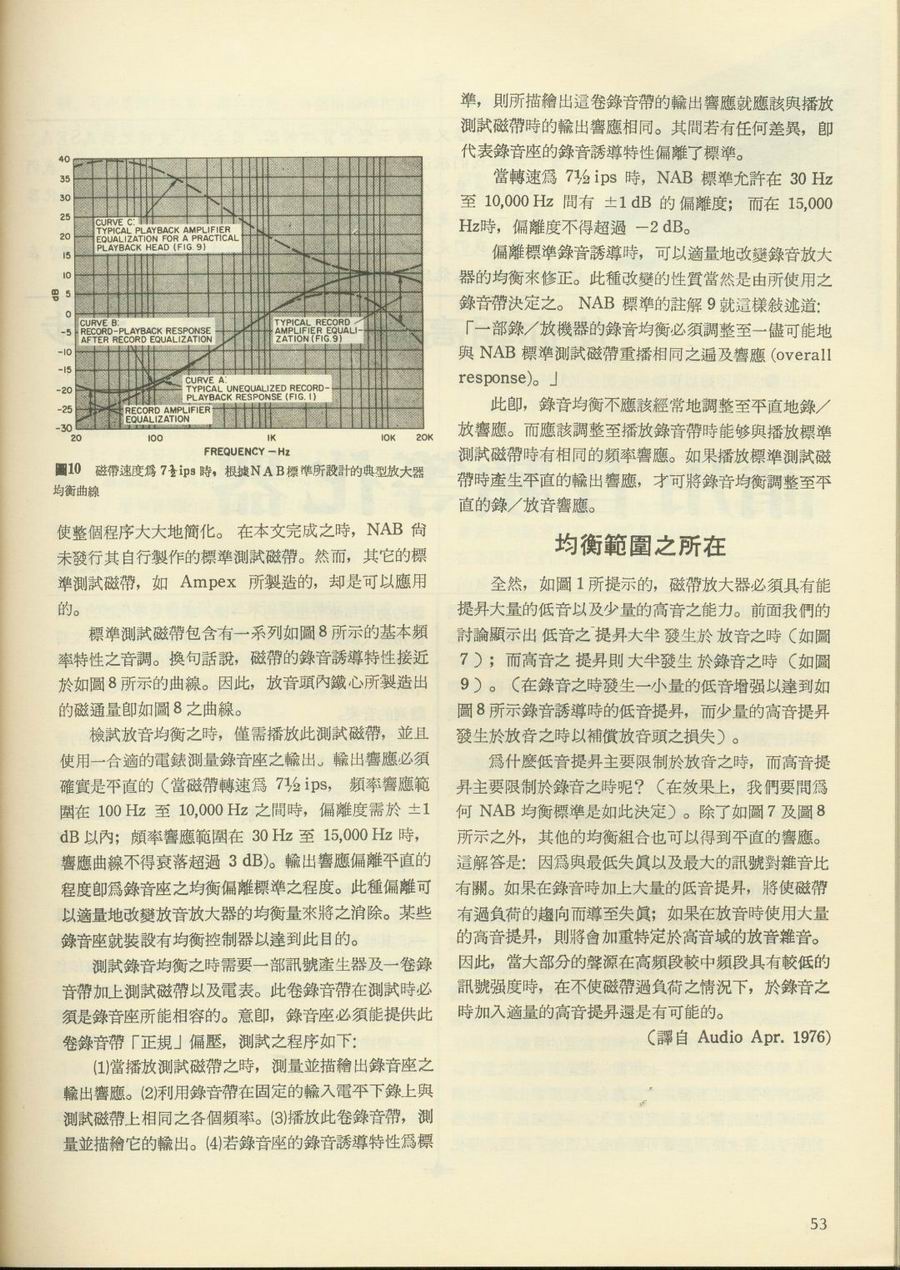 40
35
30
25
20
15
10
5
0
-5
-10
-15
-20
-25
-30
dB
CURVE C:
TYPICAL PLAYBACK AMPLIFIER
EQUALIZATION FOR A PRACTICAL
PLAYBACK HEAD (FIG. 9)
CURVE B:
RECORD-PLAYBACK RESPONSE
AFTER RECORD EQUALIZATION
TYPICAL RECORD
AMPLIFIER EQUALI-
ZATION (FIG. 9)
CURVE A:
TYPICAL UNEQUALIZED RECORD-
PLAYBACK RESPONSE (FIG. 1)
RECORD AMPLIFIER
EQUALIZATION
20 100 1K 10K 20K
FREQUENCY — Hz
圖10 磁帶速度爲 7½ips 時，根據NAB標準所設計的典型放大器
均衡曲線
使整個程序大大地簡化。在本文完成之時，NAB 尙
未發行其自行製作的標準測試磁帶。然而，其它的標
準測試磁帶，如 Ampex 所製造的，却是可以應用
的。
標準測試磁帶包含有一系列如圖 8 所示的基本頻
率特性之音調。換句話說，磁帶的錄音誘導特性接近
於如圖 8 所示的曲線。因此，放音頭內鐵心所製造出
的磁通量卽如圖 8 之曲線。
檢試放音均衡之時，僅需播放此測試磁帶，並且
使用一合適的電錶測量錄音座之輸出。輸出響應必須
確實是平直的（當磁帶轉速爲 7½ ips，頻率響應範
圍在 100 Hz 至 10,000 Hz 之間時，偏離度需於 ±1
dB 以內；頻率響應範圍在 30 Hz 至 15,000 Hz 時，
響應曲線不得衰落超過 3 dB)。輸出響應偏離平直的
程度卽爲錄音座之均衡偏離標準之程度。此種偏離可
以適量地改變放音放大器的均衡量來將之消除。某些
錄音座就裝設有均衡控制器以達到此目的。
測試錄音均衡之時需要一部訊號產生器及一卷錄
音帶加上測試磁帶以及電表。此卷錄音帶在測試時必
須是錄音座所能相容的。意卽，錄音座必須能提供此
卷錄音帶「正規」偏壓，測試之程序如下:
(1)當播放測試磁帶之時，測量並描繪出錄音座之
輸出響應。(2)利用錄音帶在固定的輸入電平下錄上與
測試磁帶上相同之各個頻率。(3)播放此卷錄音帶，測
量並描繪它的輸出。(4)若錄音座的錄音誘導特性爲標
準，則所描繪出這卷錄音帶的輸出響應就應該與播放
測試磁帶時的輸出響應相同。其間若有任何差異，卽
代表錄音座的錄音誘導特性偏離了標準。
當轉速爲 7½ ips 時，NAB 標準允許在 30 Hz
至 10,000 Hz 間有 ±1 dB 的偏離度；而在 15,000
Hz時，偏離度不得超過 －2 dB。
偏離標準錄音誘導時，可以適量地改變錄音放大
器的均衡來修正。此種改變的性質當然是由所使用之
錄音帶決定之。NAB 標準的註解 9 就這樣敍述道:
「一部錄／放機器的錄音均衡必須調整至一儘可能地
與 NAB 標準測試磁帶重播相同之遍及響應 (overall
response)。」
此卽，錄音均衡不應該經常地調整至平直地錄／
放響應。而應該調整至播放錄音帶時能够與播放標準
測試磁帶時有相同的頻率響應。如果播放標準測試磁
帶時產生平直的輸出響應，才可將錄音均衡調整至平
直的錄／放音響應。
均衡範圍之所在
全然，如圖 1 所提示的，磁帶放大器必須具有能
提昇大量的低音以及少量的高音之能力。前面我們的
討論顯示出 低音之 提昇大半 發生於 放音之時（如圖
7）；而高音之 提昇則 大半發生 於錄音之時（如圖
9）。（在錄音之時發生一小量的低音增强以達到如
圖 8 所示錄音誘導時的低音提昇，而少量的高音提昇
發生於放音之時以補償放音頭之損失）。
爲什麼低音提昇主要限制於放音之時，而高音提
昇主要限制於錄音之時呢？（在效果上，我們要問爲
何 NAB 均衡標準是如此決定）。除了如圖 7 及圖 8
所示之外，其他的均衡組合也可以得到平直的響應。
這解答是: 因爲與最低失眞以及最大的訊號對雜音比
有關。如果在錄音時加上大量的低音提昇，將使磁帶
有過負荷的趨向而導至失眞；如果在放音時使用大量
的高音提昇，則將會加重特定於高音域的放音雜音。
因此，當大部分的聲源在高頻段較中頻段具有較低的
訊號强度時，在不使磁帶過負荷之情況下，於錄音之
時加入適量的高音提昇還是有可能的。
（譯自 Audio Apr. 1976)
53